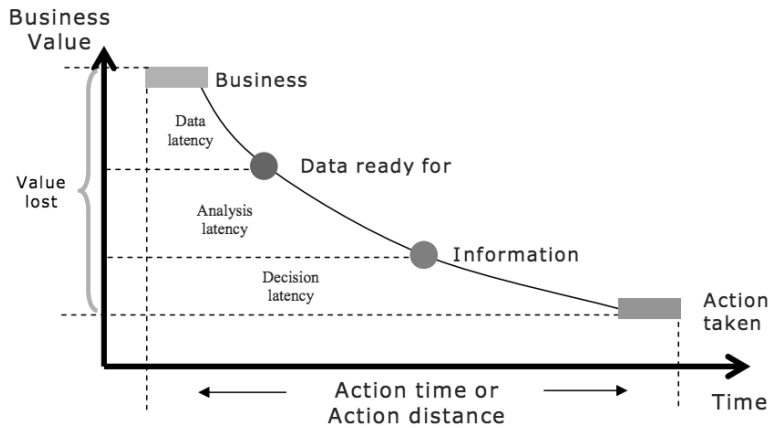 Business
Value
Business
Data
latency
Data ready for
Value
lost
Analysis
latency
Information
Decision
latency
Action
taken
Action time or
Action distance
Time